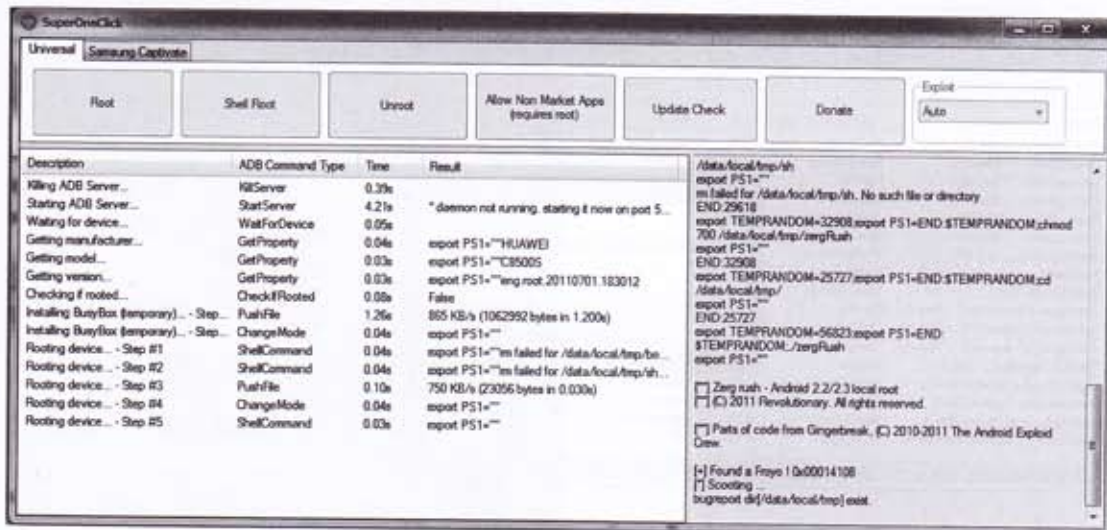 SuperOneClick
Universal Samsung Captivate
Root
Shell Root
Unroot
Allow Non Market Apps
(requires root)
Update Check
Donate
Exploit
Auto
Description ADB Command Type Time Result
Killing ADB Server... KillServer 0.39s
Starting ADB Server... StartServer 4.21s * daemon not running. starting it now on port 5...
Waiting for device... WaitForDevice 0.05s
Getting manufacturer... GetProperty 0.04s export PS1=""HUAWEI
Getting model... GetProperty 0.03s export PS1=""C8500S
Getting version... GetProperty 0.03s export PS1=""eng.root.20110701.183012
Checking if rooted... CheckIfRooted 0.08s False
Installing BusyBox (temporary)... - Step... PushFile 1.26s 865 KB/s (1062992 bytes in 1.200s)
Installing BusyBox (temporary)... - Step... ChangeMode 0.04s export PS1=""
Rooting device... - Step #1 ShellCommand 0.04s export PS1=""rm failed for /data/local/tmp/bo...
Rooting device... - Step #2 ShellCommand 0.04s export PS1=""rm failed for /data/local/tmp/sh...
Rooting device... - Step #3 PushFile 0.10s 750 KB/s (23056 bytes in 0.030s)
Rooting device... - Step #4 ChangeMode 0.04s export PS1=""
Rooting device... - Step #5 ShellCommand 0.03s export PS1=""
/data/local/tmp/sh
export PS1=""
rm failed for /data/local/tmp/sh, No such file or directory
END:29618
export TEMPRANDOM=32908;export PS1=END:$TEMPRANDOM;chmod
700 /data/local/tmp/zergRush
export PS1=""
END:32908
export TEMPRANDOM=25727;export PS1=END:$TEMPRANDOM;cd
/data/local/tmp/
export PS1=""
END:25727
export TEMPRANDOM=56823;export PS1=END:
$TEMPRANDOM;./zergRush
export PS1=""
[*] Zerg rush - Android 2.2/2.3 local root
[*] (C) 2011 Revolutionary. All rights reserved.
[*] Parts of code from Gingerbreak, (C) 2010-2011 The Android Exploid
Crew.
[+] Found a Froyo ! 0x00014108
[*] Scooting ...
bugreport dir[/data/local/tmp] exist.